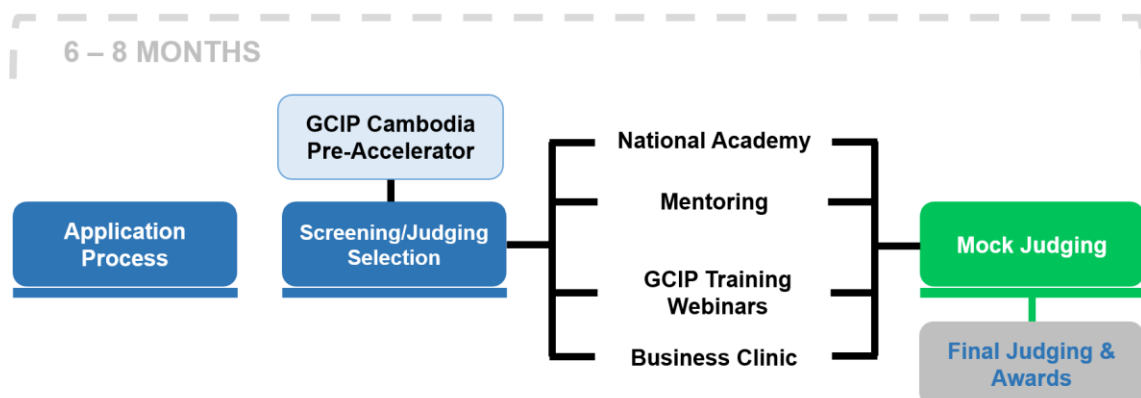 6 – 8 MONTHS
GCIP Cambodia
Pre-Accelerator
Application
Process
Screening/Judging
Selection
National Academy
Mentoring
GCIP Training
Webinars
Business Clinic
Mock Judging
Final Judging &
Awards